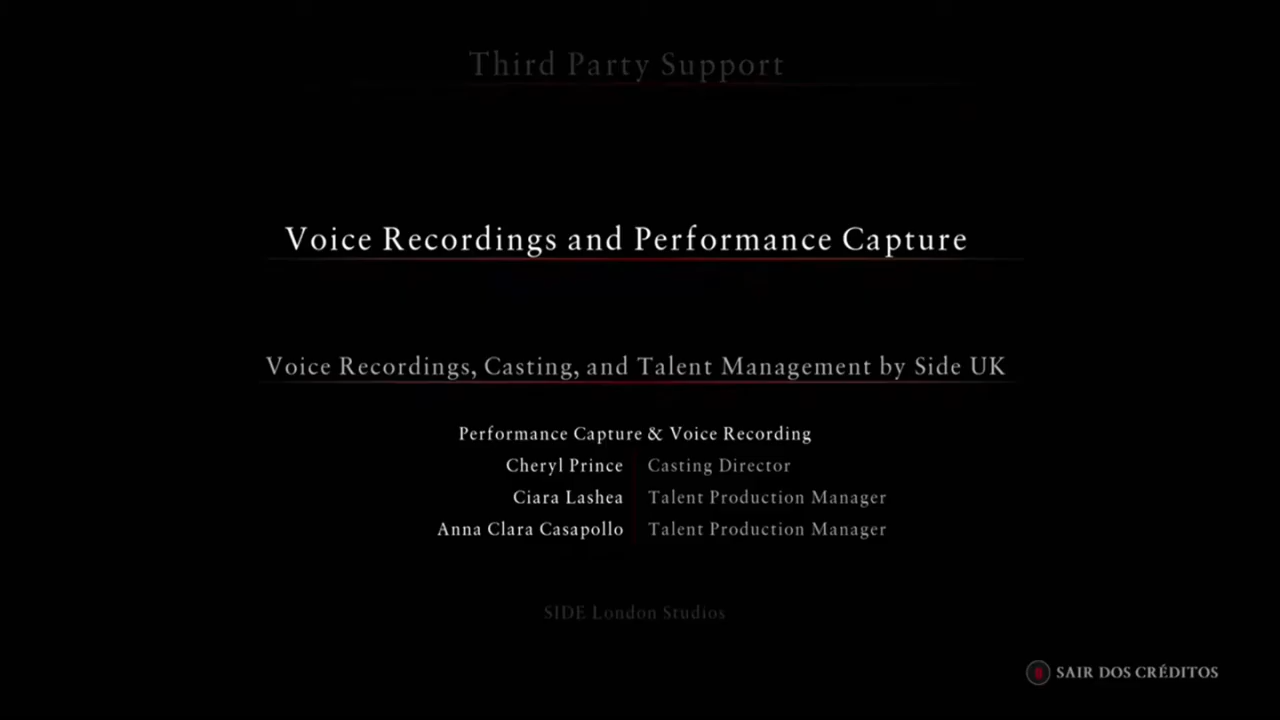 Third Party Support
Voice Recordings and Performance Capture
Voice Recordings, Casting, and Talent Management by Side UK
Performance Capture & Voice Recording
Cheryl Prince Casting Director
Ciara Lashea Talent Production Manager
Anna Clara Casapollo Talent Production Manager
SIDE London Studios
SAIR DOS CRÉDITOS